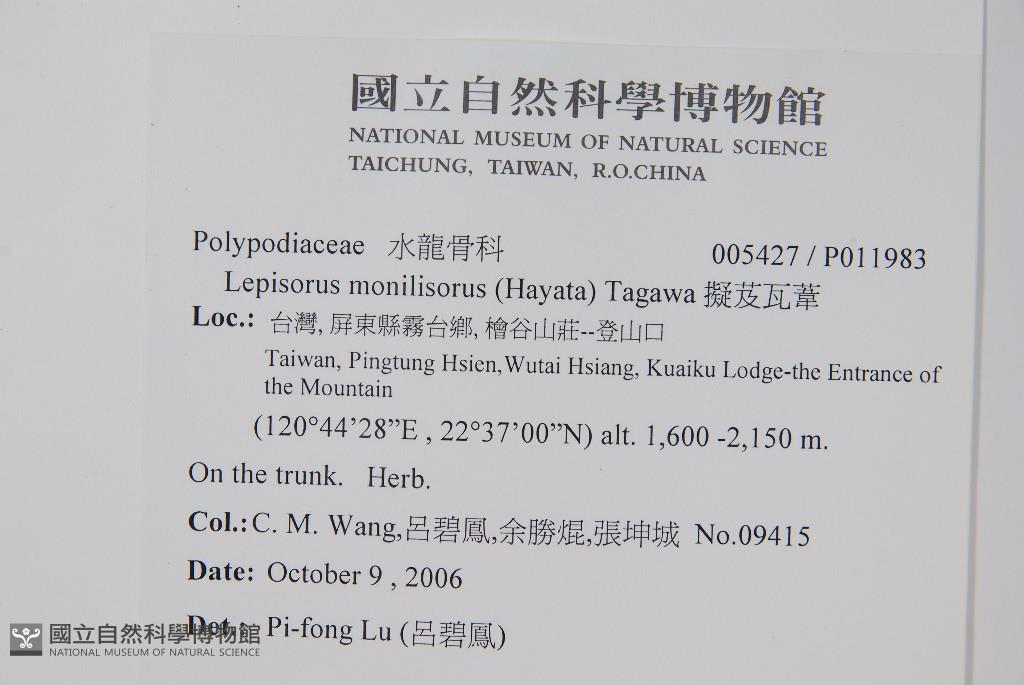 國立自然科學博物館
NATIONAL MUSEUM OF NATURAL SCIENCE
TAICHUNG, TAIWAN, R.O.CHINA
Polypodiaceae 水龍骨科 005427 / P011983
Lepisorus monilisorus (Hayata) Tagawa 擬芨瓦葦
Loc.: 台灣, 屏東縣霧台鄉, 檜谷山莊--登山口
Taiwan, Pingtung Hsien,Wutai Hsiang, Kuaiku Lodge-the Entrance of
the Mountain
(120°44’28”E , 22°37’00”N) alt. 1,600 -2,150 m.
On the trunk. Herb.
Col.: C. M. Wang,呂碧鳳,余勝焜,張坤城 No.09415
Date: October 9 , 2006
Det.: Pi-fong Lu (呂碧鳳)
國立自然科學博物館
NATIONAL MUSEUM OF NATURAL SCIENCE